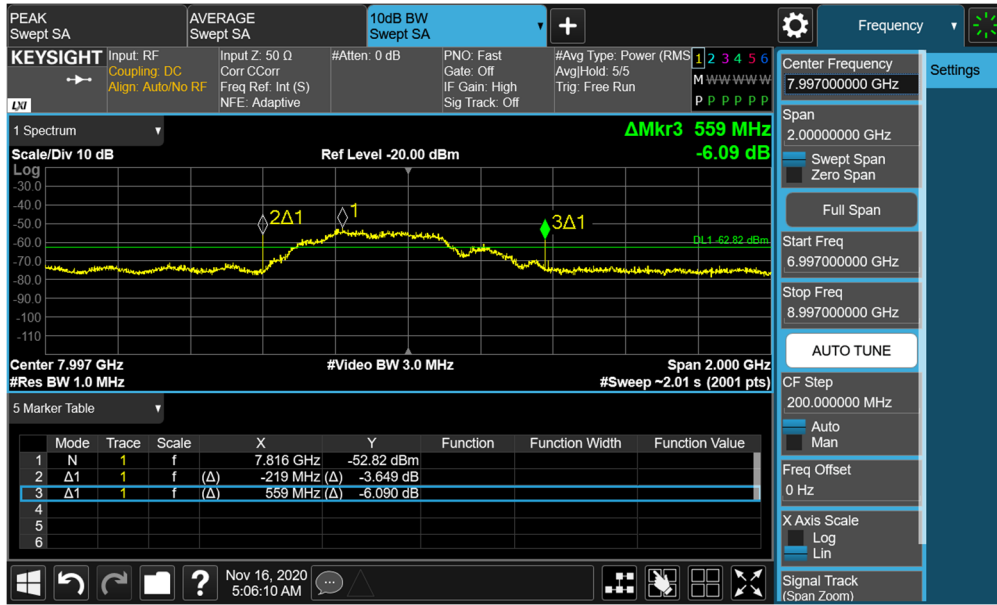 PEAK
Swept SA
AVERAGE
Swept SA
10dB BW
Swept SA
Frequency
KEYSIGHT
LXI
Input: RF
Coupling: DC
Align: Auto/No RF
Input Z: 50 Ω
Corr CCorr
Freq Ref: Int (S)
NFE: Adaptive
#Atten: 0 dB
PNO: Fast
Gate: Off
IF Gain: High
Sig Track: Off
#Avg Type: Power (RMS
Avg|Hold: 5/5
Trig: Free Run
1 2 3 4 5 6
M W W W W W
P P P P P P
1 Spectrum
Scale/Div 10 dB
Ref Level -20.00 dBm
ΔMkr3 559 MHz
-6.09 dB
Log
-30.0
-40.0
-50.0
-60.0
-70.0
-80.0
-90.0
-100
-110
2Δ1
1
3Δ1
DL1 -62.82 dBm
Center 7.997 GHz
#Video BW 3.0 MHz
Span 2.000 GHz
#Res BW 1.0 MHz
#Sweep ~2.01 s (2001 pts)
5 Marker Table
Mode Trace Scale X Y Function Function Width Function Value
1 N 1 f 7.816 GHz -52.82 dBm
2 Δ1 1 f (Δ) -219 MHz (Δ) -3.649 dB
3 Δ1 1 f (Δ) 559 MHz (Δ) -6.090 dB
4
5
6
Nov 16, 2020
5:06:10 AM
Center Frequency
7.997000000 GHz
Settings
Span
2.00000000 GHz
Swept Span
Zero Span
Full Span
Start Freq
6.997000000 GHz
Stop Freq
8.997000000 GHz
AUTO TUNE
CF Step
200.000000 MHz
Auto
Man
Freq Offset
0 Hz
X Axis Scale
Log
Lin
Signal Track
(Span Zoom)